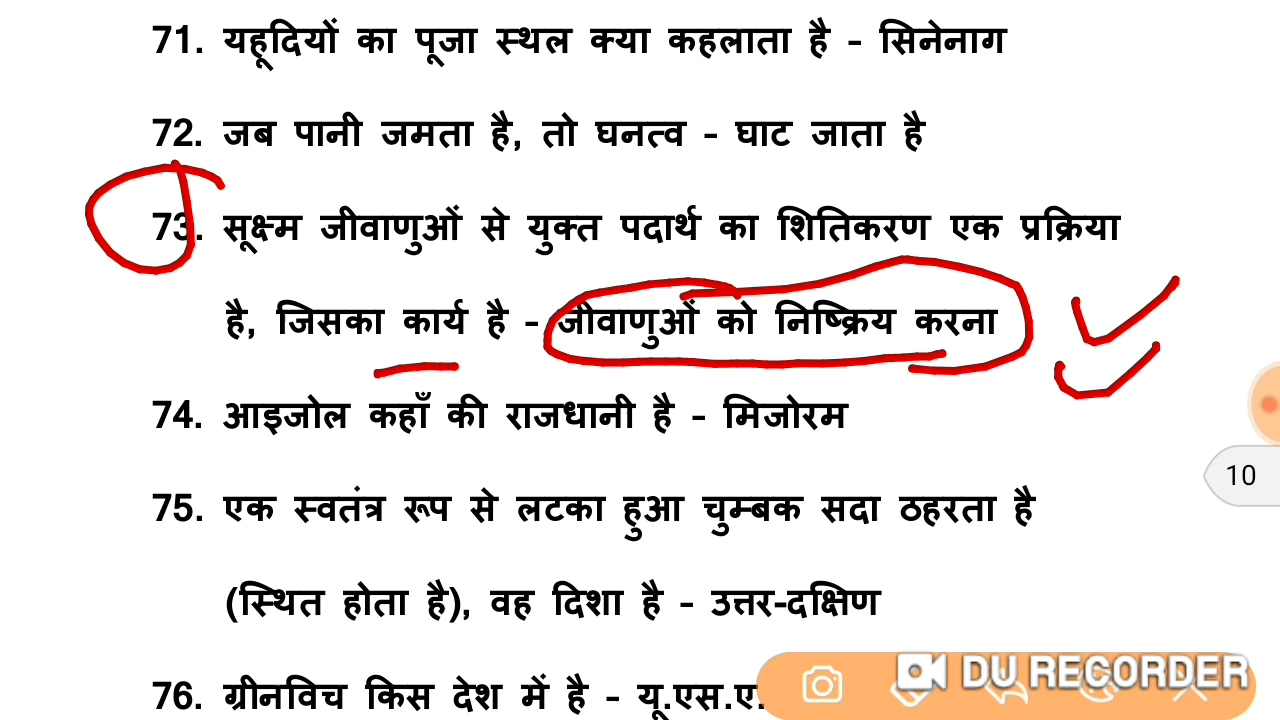 71. यहूदियों का पूजा स्थल क्या कहलाता है – सिनेनाग
72. जब पानी जमता है, तो घनत्व – घाट जाता है
73. सूक्ष्म जीवाणुओं से युक्त पदार्थ का शितिकरण एक प्रक्रिया
है, जिसका कार्य है – जीवाणुओं को निष्क्रिय करना
74. आइजोल कहाँ की राजधानी है – मिजोरम
10
75. एक स्वतंत्र रूप से लटका हुआ चुम्बक सदा ठहरता है
(स्थित होता है), वह दिशा है – उत्तर-दक्षिण
76. ग्रीनविच किस देश में है – यू.एस.ए.
DU RECORDER